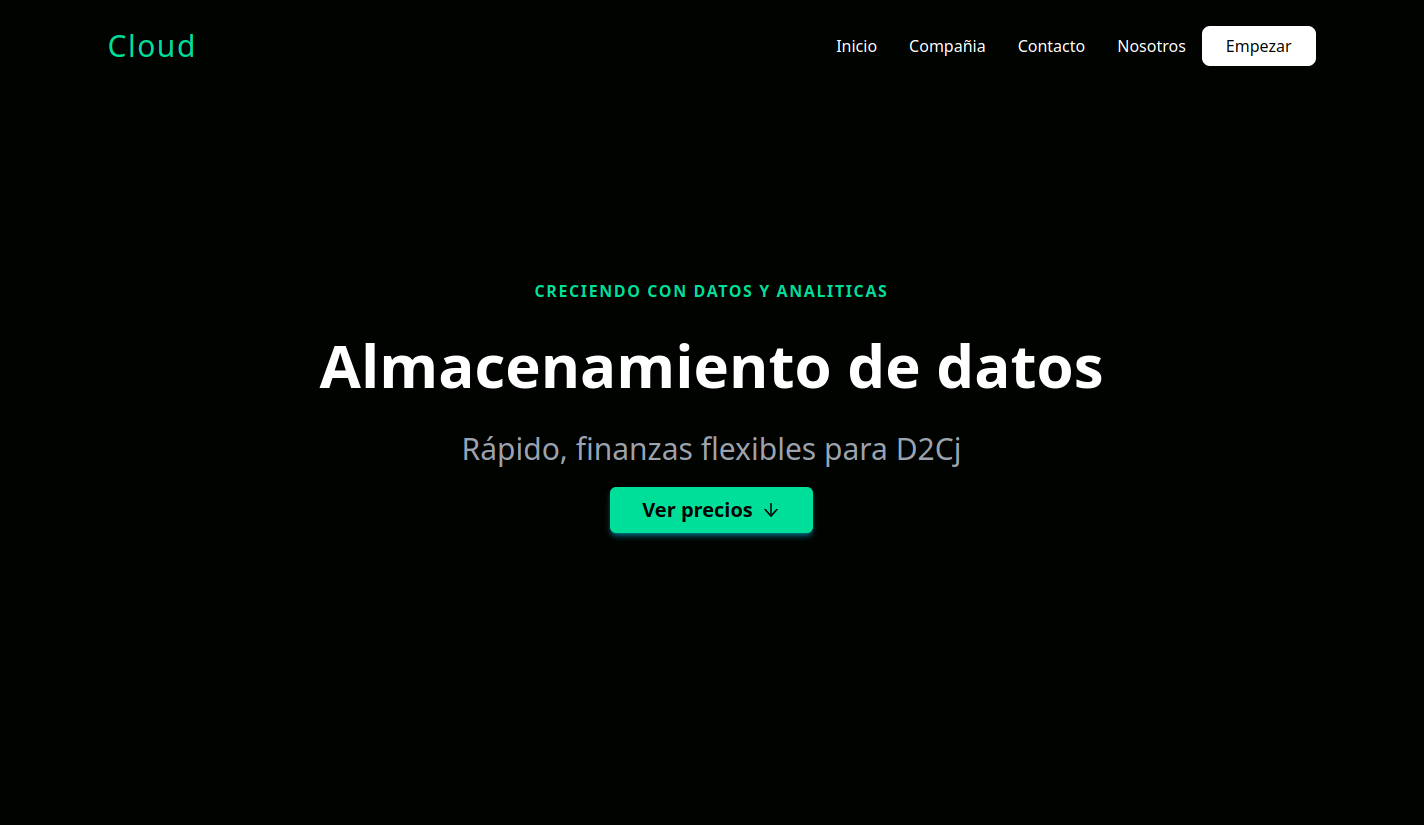 Cloud
Inicio Compañia Contacto Nosotros Empezar
CRECIENDO CON DATOS Y ANALITICAS
Almacenamiento de datos
Rápido, finanzas flexibles para D2Cj
Ver precios